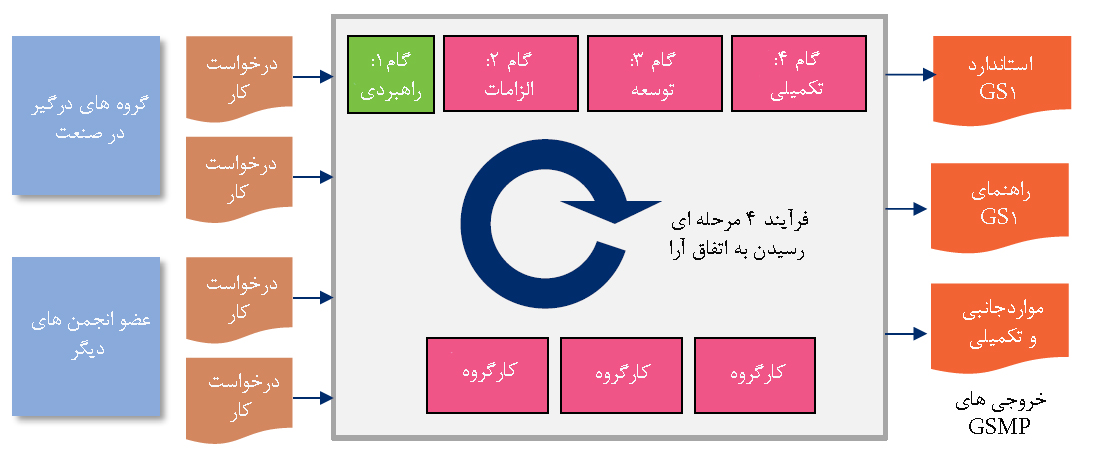 گروه های درگیر
در صنعت
عضو انجمن های
دیگر
درخواست
کار
درخواست
کار
درخواست
کار
درخواست
کار
گام۱:
راهبردی
گام ۲:
الزامات
گام ۳:
توسعه
گام ۴:
تکمیلی
فرآیند ۴ مرحله ای
رسیدن به اتفاق آرا
کارگروه
کارگروه
کارگروه
استاندارد
GS۱
راهنمای
GS۱
مواردجانبی
و تکمیلی
خروجی های
GSMP